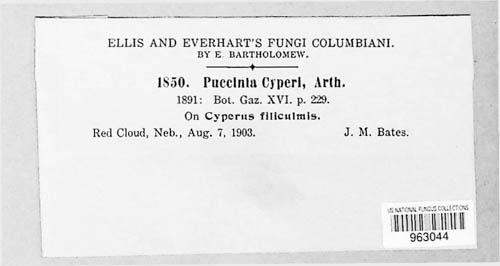 ELLIS AND EVERHART'S FUNGI COLUMBIANI.
BY E. BARTHOLOMEW.
1850. Puccinia Cyperi, Arth.
1891: Bot. Gaz. XVI. p. 229.
On Cyperus filiculmis.
Red Cloud, Neb., Aug. 7, 1903. J. M. Bates.
US NATIONAL FUNGUS COLLECTIONS
963044